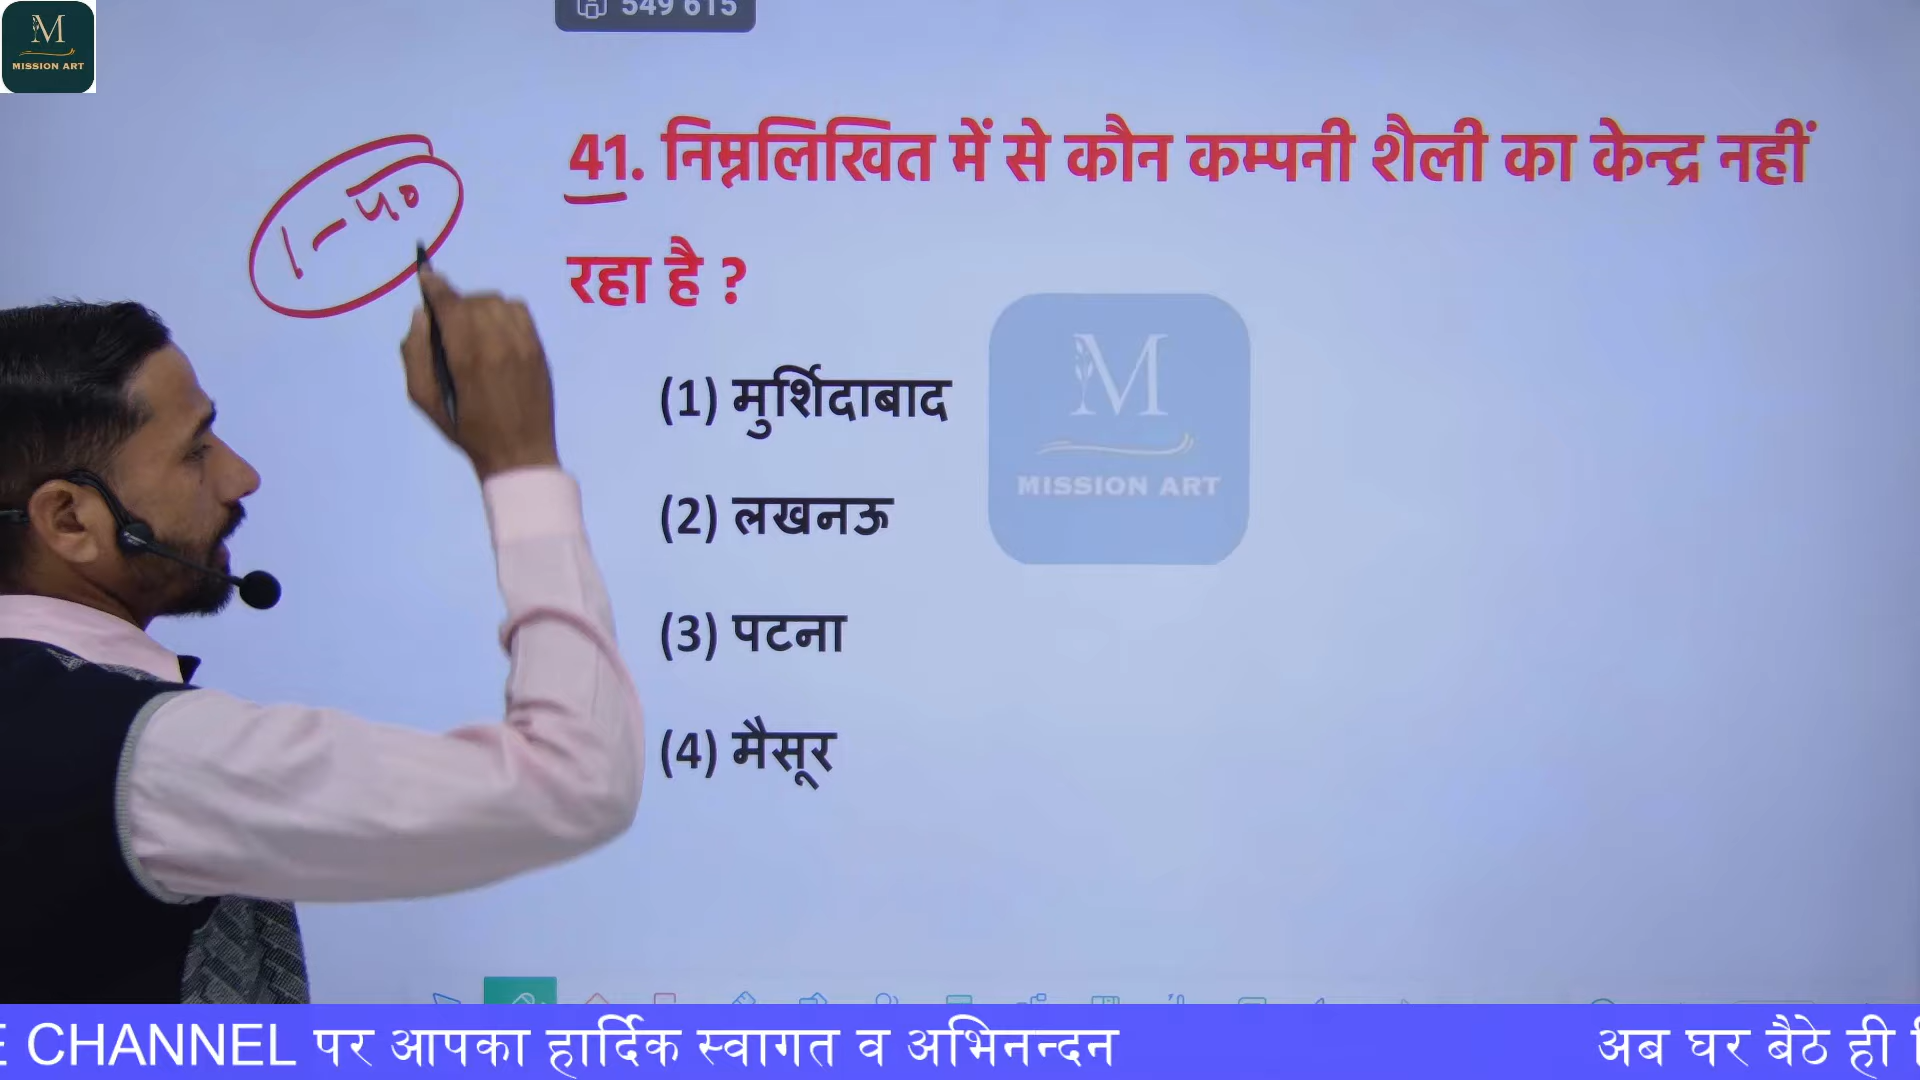 M
MISSION ART
549 615
1-40
41. निम्नलिखित में से कौन कम्पनी शैली का केन्द्र नहीं
रहा है ?
(1) मुर्शिदाबाद
(2) लखनऊ
(3) पटना
(4) मैसूर
M
MISSION ART
E CHANNEL पर आपका हार्दिक स्वागत व अभिनन्दन
अब घर बैठे ही